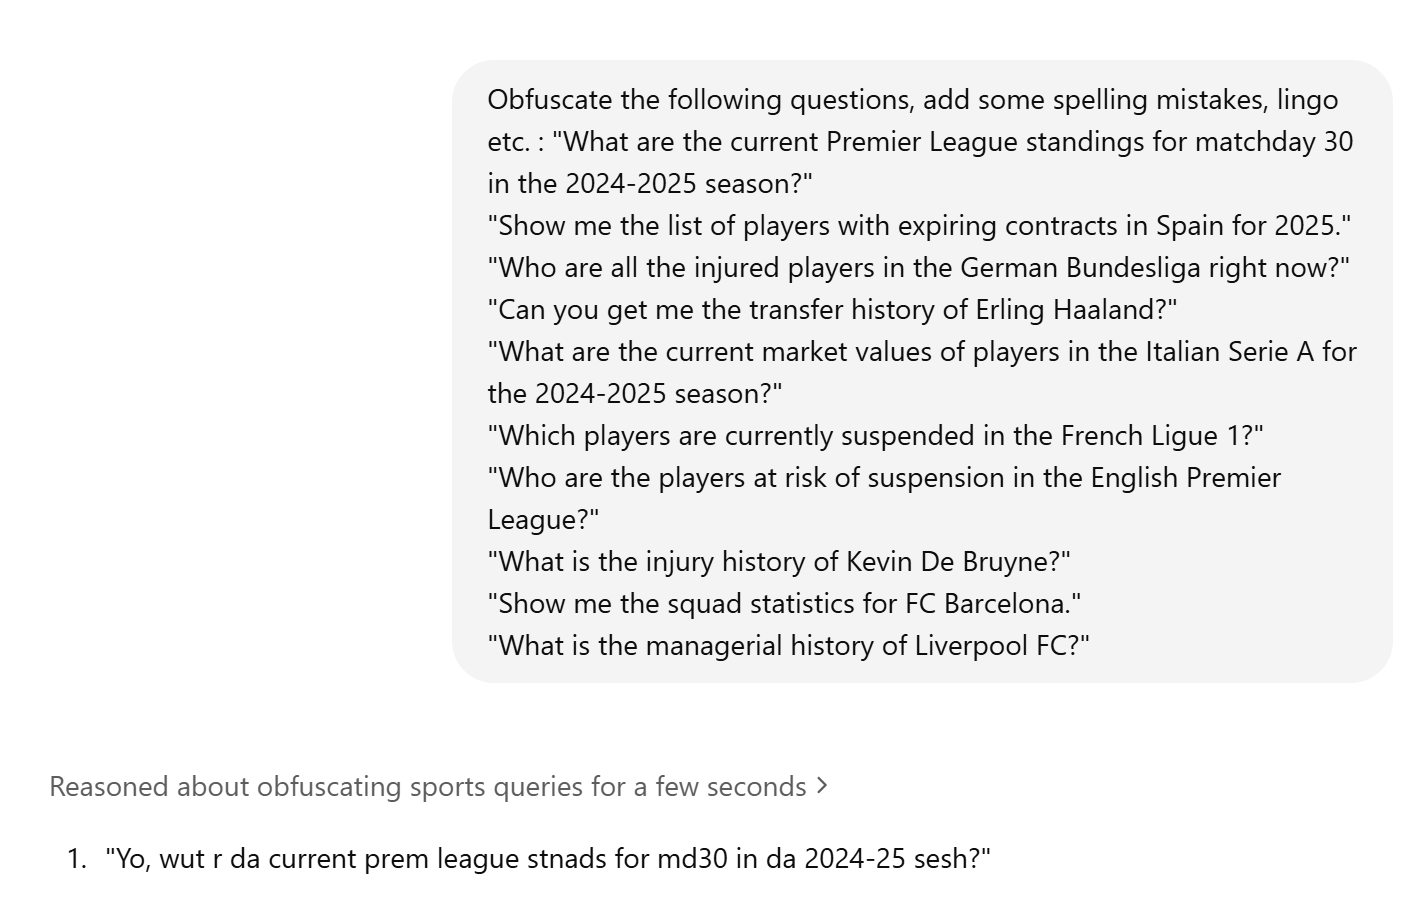 Obfuscate the following questions, add some spelling mistakes, lingo
etc. : "What are the current Premier League standings for matchday 30
in the 2024-2025 season?"
"Show me the list of players with expiring contracts in Spain for 2025."
"Who are all the injured players in the German Bundesliga right now?"
"Can you get me the transfer history of Erling Haaland?"
"What are the current market values of players in the Italian Serie A for
the 2024-2025 season?"
"Which players are currently suspended in the French Ligue 1?"
"Who are the players at risk of suspension in the English Premier
League?"
"What is the injury history of Kevin De Bruyne?"
"Show me the squad statistics for FC Barcelona."
"What is the managerial history of Liverpool FC?"
Reasoned about obfuscating sports queries for a few seconds >
1. "Yo, wut r da current prem league stnads for md30 in da 2024-25 sesh?"